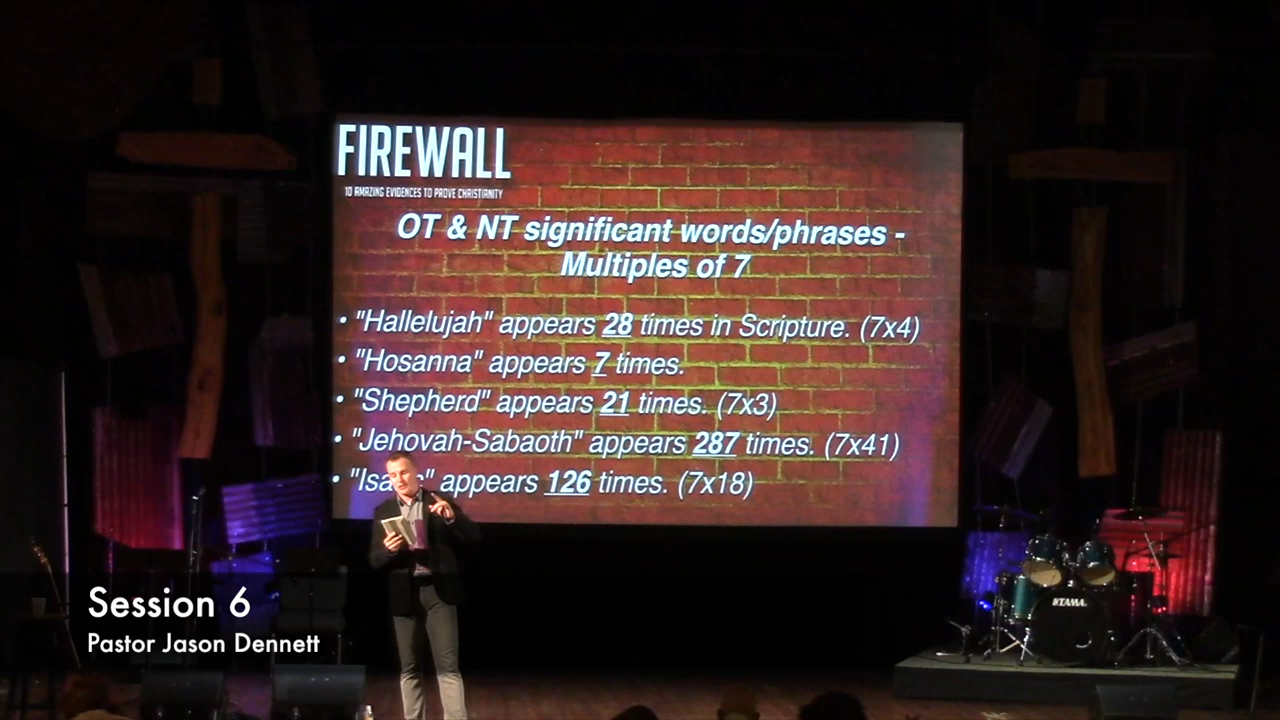 FIREWALL
10 AMAZING EVIDENCES TO PROVE CHRISTIANITY
OT & NT significant words/phrases -
Multiples of 7
• "Hallelujah" appears 28 times in Scripture. (7x4)
• "Hosanna" appears 7 times.
• "Shepherd" appears 21 times. (7x3)
• "Jehovah-Sabaoth" appears 287 times. (7x41)
• appears 126 times. (7x18)
Session 6
Pastor Jason Dennett
TAMA